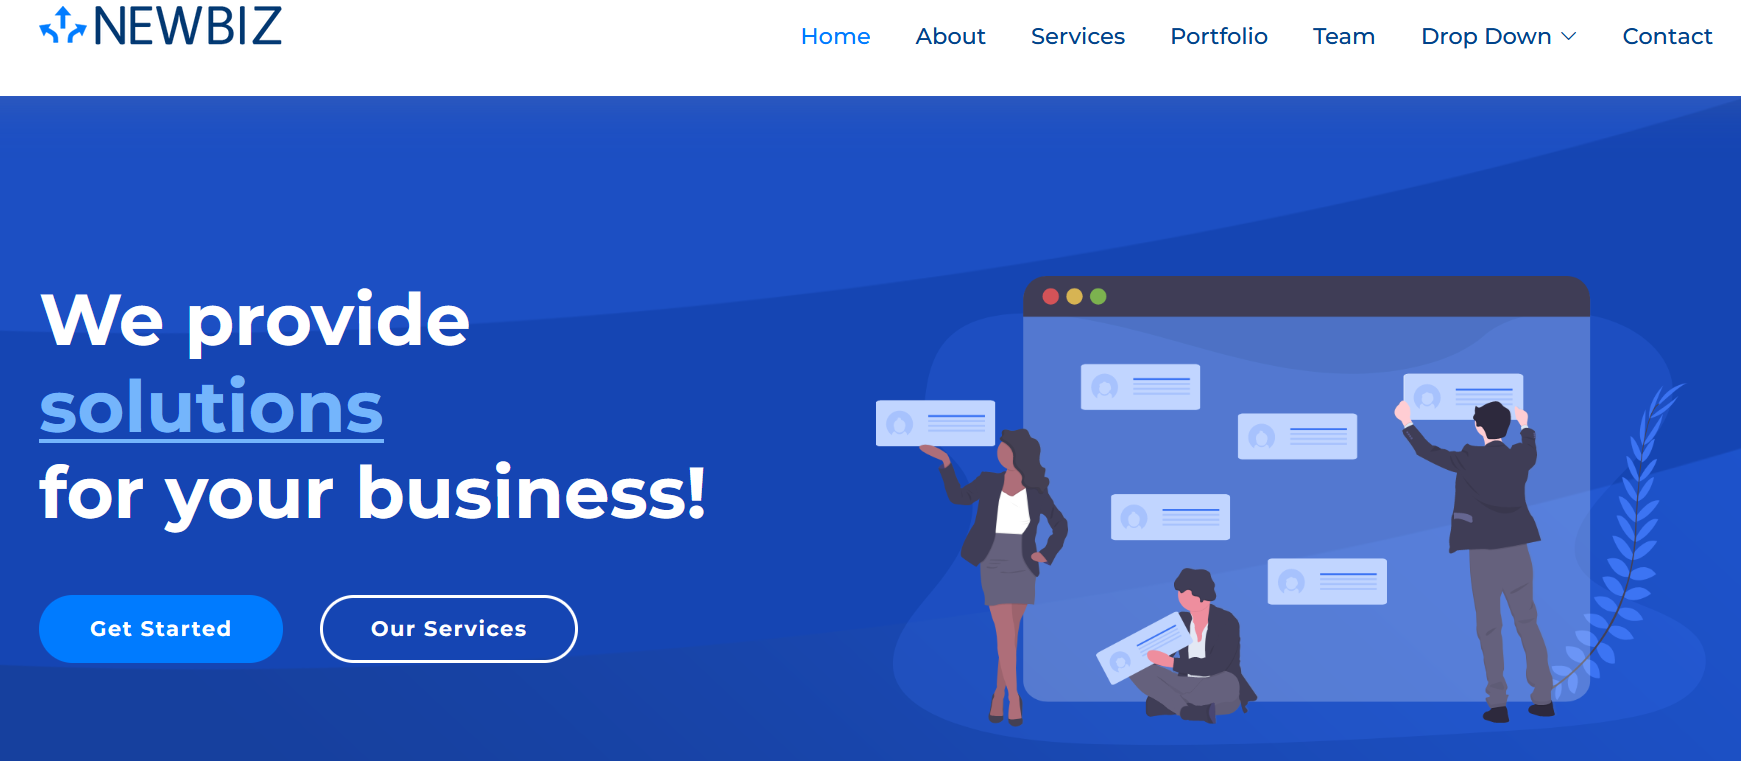 NEWBIZ
Home About Services Portfolio Team Drop Down Contact
We provide
solutions
for your business!
Get Started Our Services